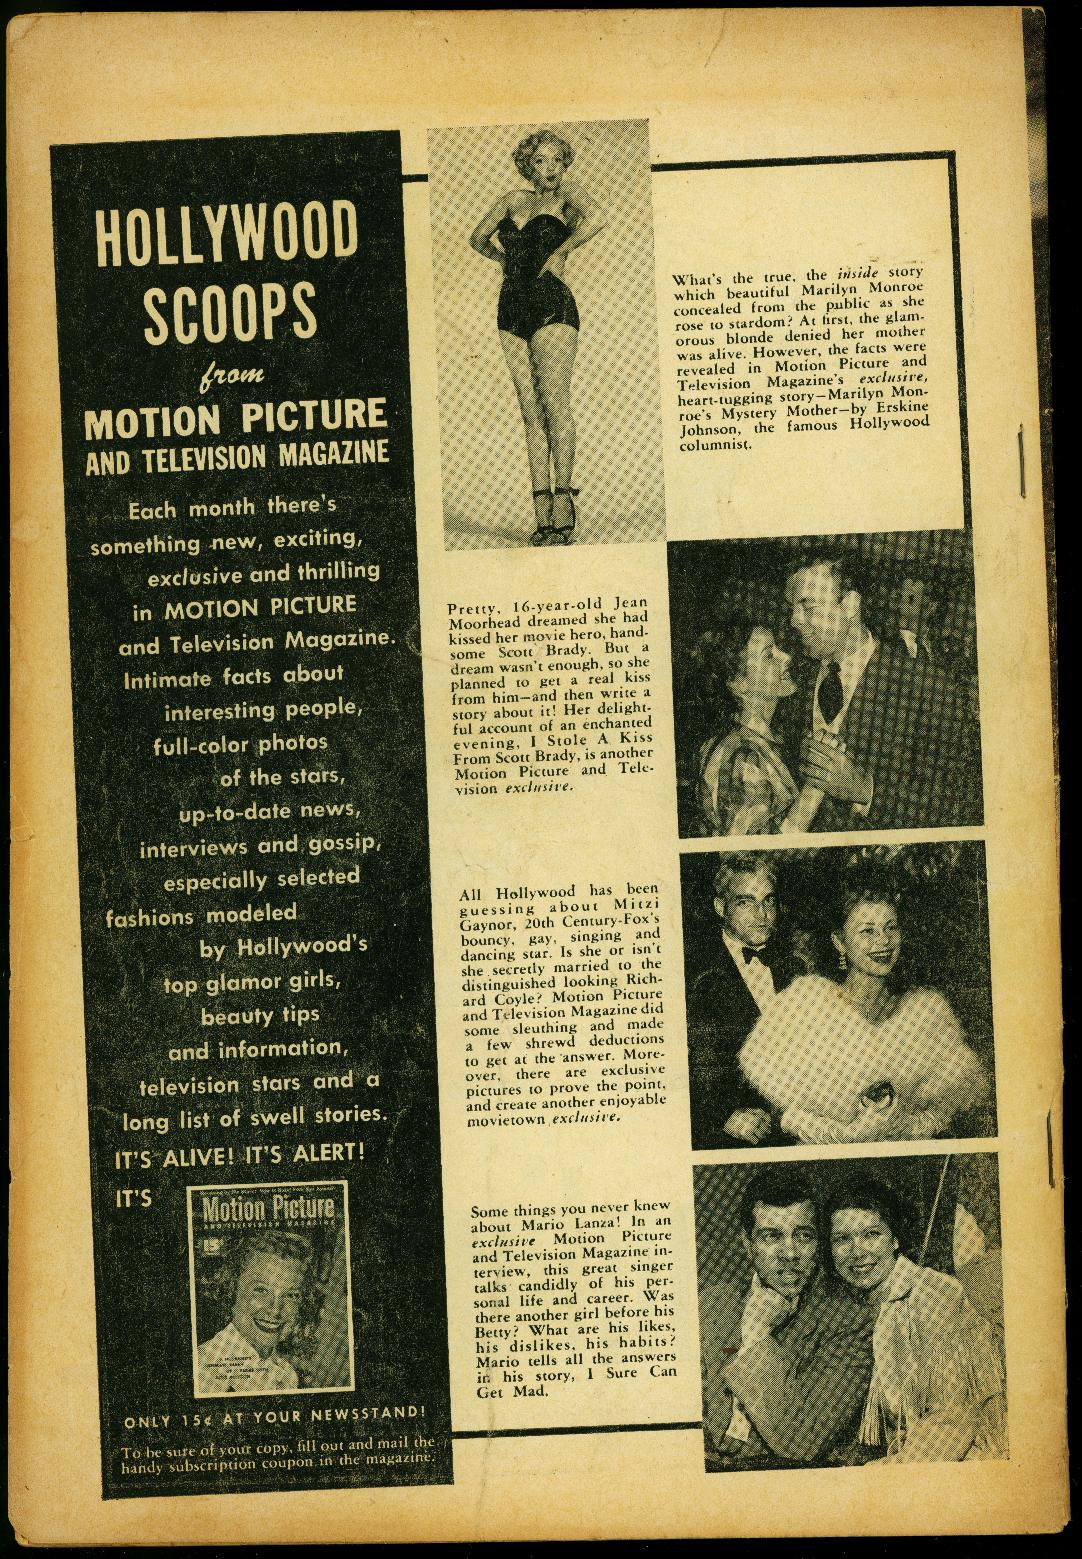 HOLLYWOOD
SCOOPS
from
MOTION PICTURE
AND TELEVISION MAGAZINE
Each month there's
something new, exciting,
exclusive and thrilling
in MOTION PICTURE
and Television Magazine.
Intimate facts about
interesting people,
full-color photos
of the stars,
up-to-date news,
interviews and gossip,
especially selected
fashions modeled
by Hollywood's
top glamor girls,
beauty tips
and information,
television stars and a
long list of swell stories.
IT'S ALIVE! IT'S ALERT!
IT'S
Motion Picture
AND TELEVISION MAGAZINE
15¢
ONLY 15¢ AT YOUR NEWSSTAND!
To be sure of your copy, fill out and mail the
handy subscription coupon in the magazine.
What's the true, the inside story
which beautiful Marilyn Monroe
concealed from the public as she
rose to stardom? At first, the glam-
orous blonde denied her mother
was alive. However, the facts were
revealed in Motion Picture and
Television Magazine's exclusive,
heart-tugging story—Marilyn Mon-
roe's Mystery Mother—by Erskine
Johnson, the famous Hollywood
columnist.
Pretty, 16-year-old Jean
Moorhead dreamed she had
kissed her movie hero, hand-
some Scott Brady. But a
dream wasn't enough, so she
planned to get a real kiss
from him—and then write a
story about it! Her delight-
ful account of an enchanted
evening, I Stole A Kiss
From Scott Brady, is another
Motion Picture and Tele-
vision exclusive.
All Hollywood has been
guessing about Mitzi
Gaynor, 20th Century-Fox's
bouncy, gay, singing and
dancing star. Is she or isn't
she secretly married to the
distinguished looking Rich-
ard Coyle? Motion Picture
and Television Magazine did
some sleuthing and made
a few shrewd deductions
to get at the answer. More-
over, there are exclusive
pictures to prove the point,
and create another enjoyable
movietown exclusive.
Some things you never knew
about Mario Lanza! In an
exclusive Motion Picture
and Television Magazine in-
terview, this great singer
talks candidly of his per-
sonal life and career. Was
there another girl before his
Betty? What are his likes,
his dislikes, his habits?
Mario tells all the answers
in his story, I Sure Can
Get Mad.